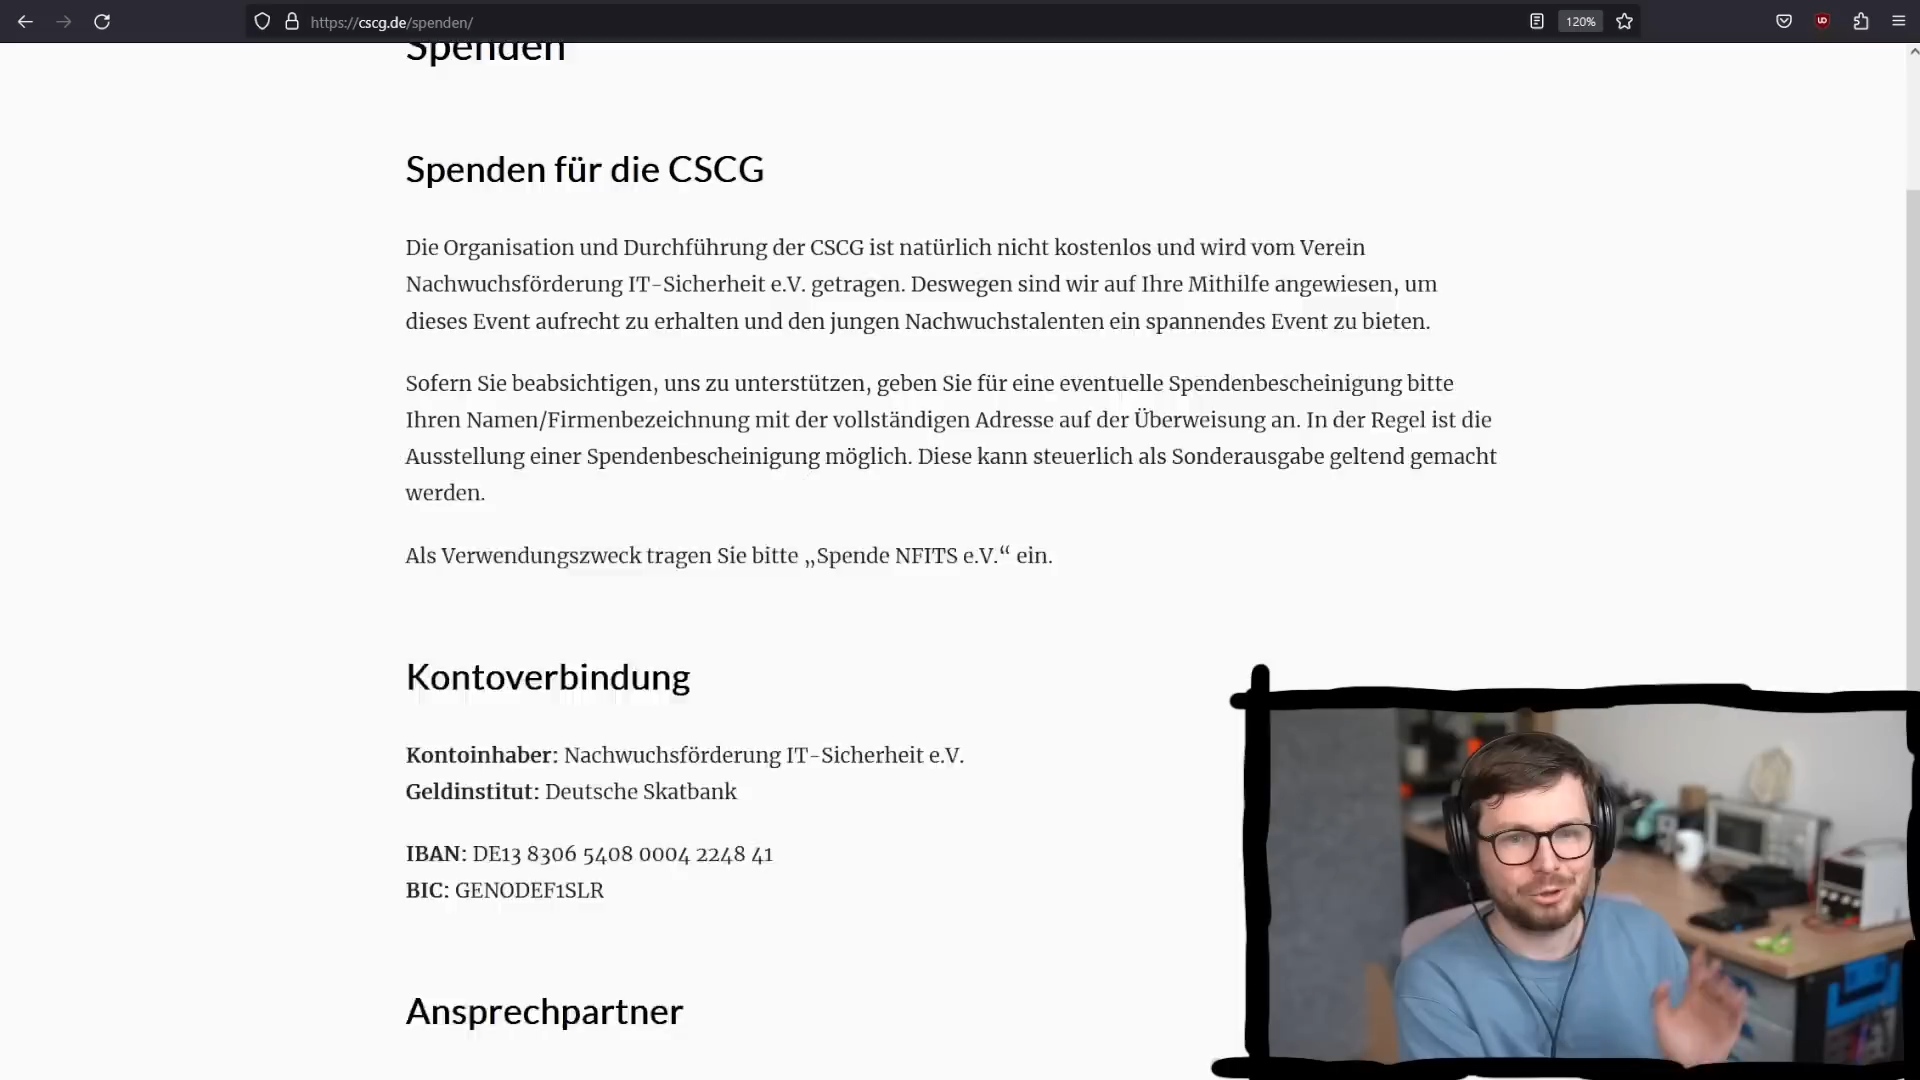 https://cscg.de/spenden/
120%
Spenden
Spenden für die CSCG
Die Organisation und Durchführung der CSCG ist natürlich nicht kostenlos und wird vom Verein
Nachwuchsförderung IT-Sicherheit e.V. getragen. Deswegen sind wir auf Ihre Mithilfe angewiesen, um
dieses Event aufrecht zu erhalten und den jungen Nachwuchstalenten ein spannendes Event zu bieten.
Sofern Sie beabsichtigen, uns zu unterstützen, geben Sie für eine eventuelle Spendenbescheinigung bitte
Ihren Namen/Firmenbezeichnung mit der vollständigen Adresse auf der Überweisung an. In der Regel ist die
Ausstellung einer Spendenbescheinigung möglich. Diese kann steuerlich als Sonderausgabe geltend gemacht
werden.
Als Verwendungszweck tragen Sie bitte „Spende NFITS e.V.“ ein.
Kontoverbindung
Kontoinhaber: Nachwuchsförderung IT-Sicherheit e.V.
Geldinstitut: Deutsche Skatbank
IBAN: DE13 8306 5408 0004 2248 41
BIC: GENODEF1SLR
Ansprechpartner